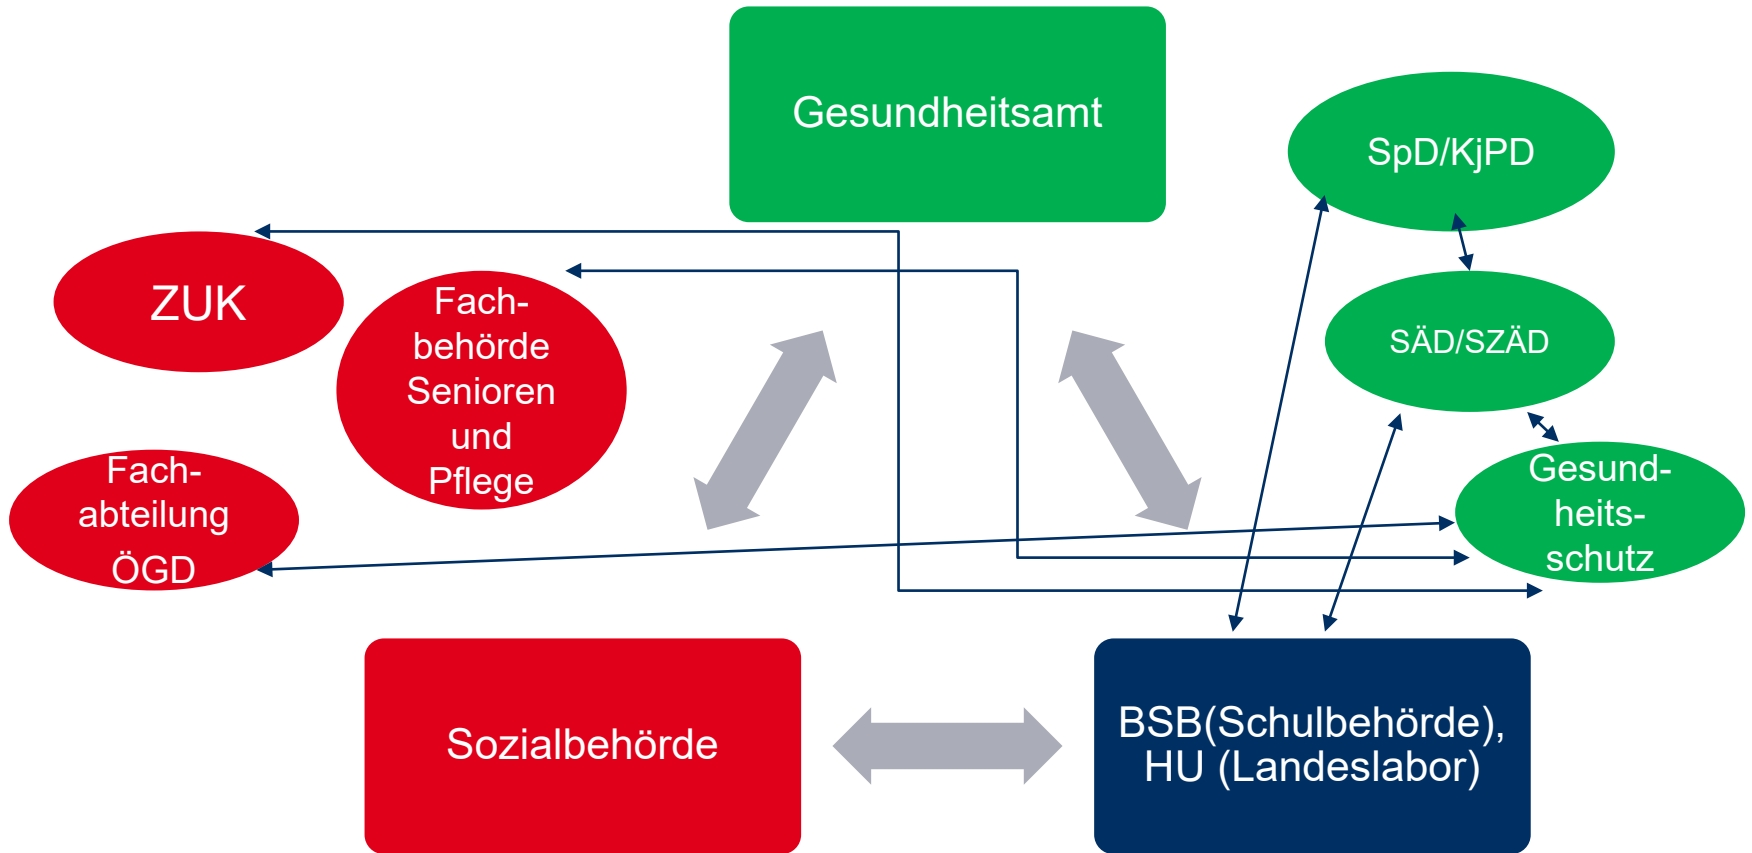 Gesundheitsamt
SpD/KjPD
ZUK
Fach-
behörde
Senioren
und
Pflege
SÄD/SZÄD
Fach-
abteilung
ÖGD
Gesund-
heits-
schutz
Sozialbehörde
BSB(Schulbehörde),
HU (Landeslabor)